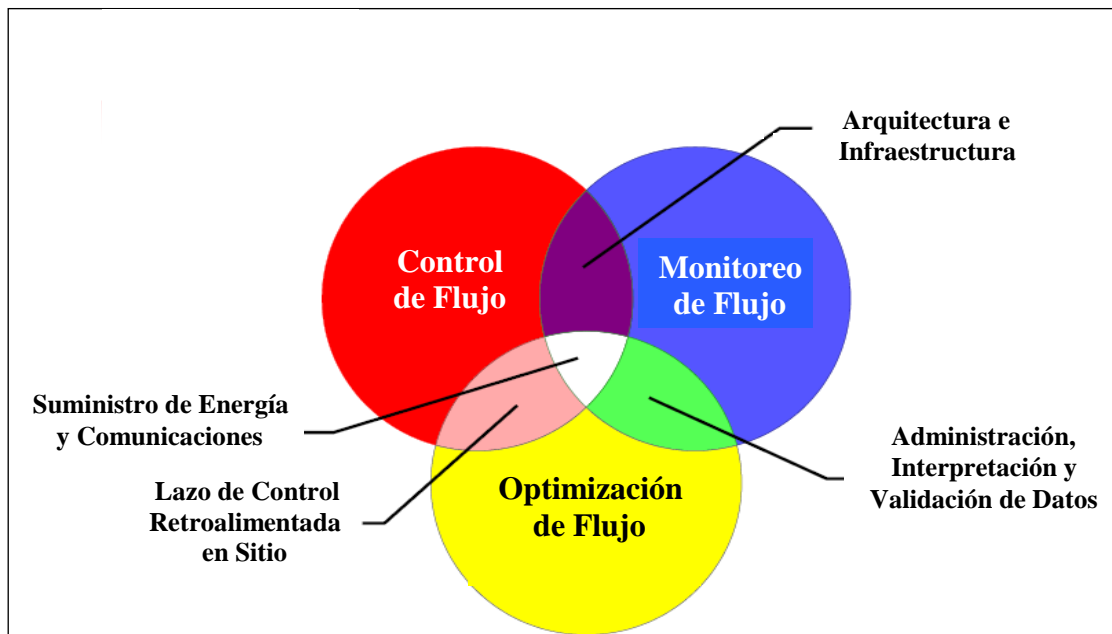 Arquitectura e
Infraestructura
Control
de Flujo
Monitoreo
de Flujo
Suministro de Energía
y Comunicaciones
Lazo de Control
Retroalimentada
en Sitio
Optimización
de Flujo
Administración,
Interpretación y
Validación de Datos